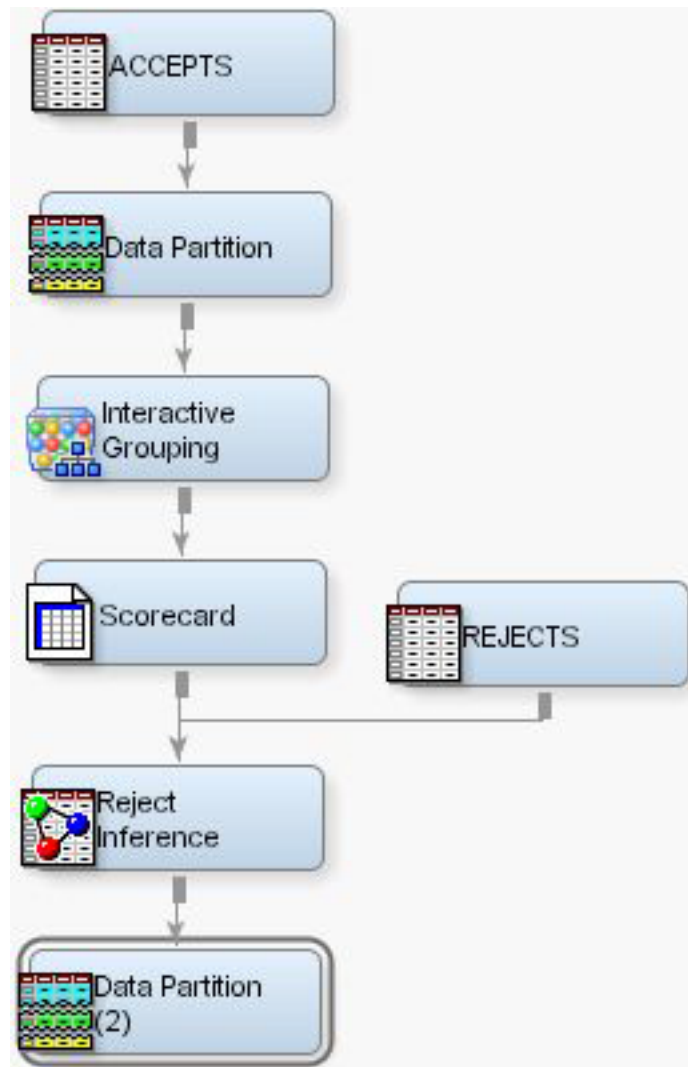 ACCEPTS
Data Partition
Interactive
Grouping
Scorecard
REJECTS
Reject
Inference
Data Partition
(2)